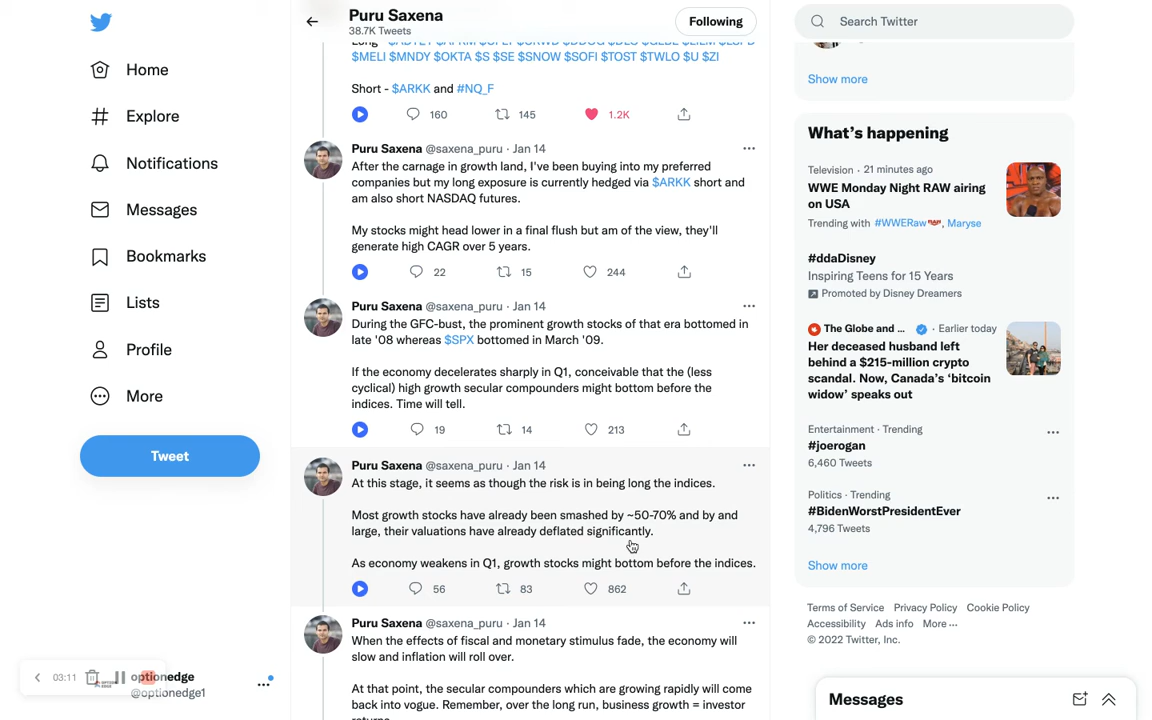 Home
Explore
Notifications
Messages
Bookmarks
Lists
Profile
More
Tweet
03:11
optionedge
@optionedge1
Puru Saxena
38.7K Tweets
Following
$MELI $MNDY $OKTA $S $SE $SNOW $SOFI $TOST $TWLO $U $ZI
Short - $ARKK and #NQ_F
160 145 1.2K
Puru Saxena @saxena_puru · Jan 14
After the carnage in growth land, I've been buying into my preferred
companies but my long exposure is currently hedged via $ARKK short and
am also short NASDAQ futures.
My stocks might head lower in a final flush but am of the view, they'll
generate high CAGR over 5 years.
22 15 244
Puru Saxena @saxena_puru · Jan 14
During the GFC-bust, the prominent growth stocks of that era bottomed in
late '08 whereas $SPX bottomed in March '09.
If the economy decelerates sharply in Q1, conceivable that the (less
cyclical) high growth secular compounders might bottom before the
indices. Time will tell.
19 14 213
Puru Saxena @saxena_puru · Jan 14
At this stage, it seems as though the risk is in being long the indices.
Most growth stocks have already been smashed by ~50-70% and by and
large, their valuations have already deflated significantly.
As economy weakens in Q1, growth stocks might bottom before the indices.
56 83 862
Puru Saxena @saxena_puru · Jan 14
When the effects of fiscal and monetary stimulus fade, the economy will
slow and inflation will roll over.
At that point, the secular compounders which are growing rapidly will come
back into vogue. Remember, over the long run, business growth = investor
Search Twitter
Show more
What's happening
Television · 21 minutes ago
WWE Monday Night RAW airing
on USA
Trending with #WWERaw, Maryse
#ddaDisney
Inspiring Teens for 15 Years
Promoted by Disney Dreamers
The Globe and ... · Earlier today
Her deceased husband left
behind a $215-million crypto
scandal. Now, Canada's 'bitcoin
widow' speaks out
Entertainment · Trending
#joerogan
6,460 Tweets
Politics · Trending
#BidenWorstPresidentEver
4,796 Tweets
Show more
Terms of Service Privacy Policy Cookie Policy
Accessibility Ads info More ···
© 2022 Twitter, Inc.
Messages